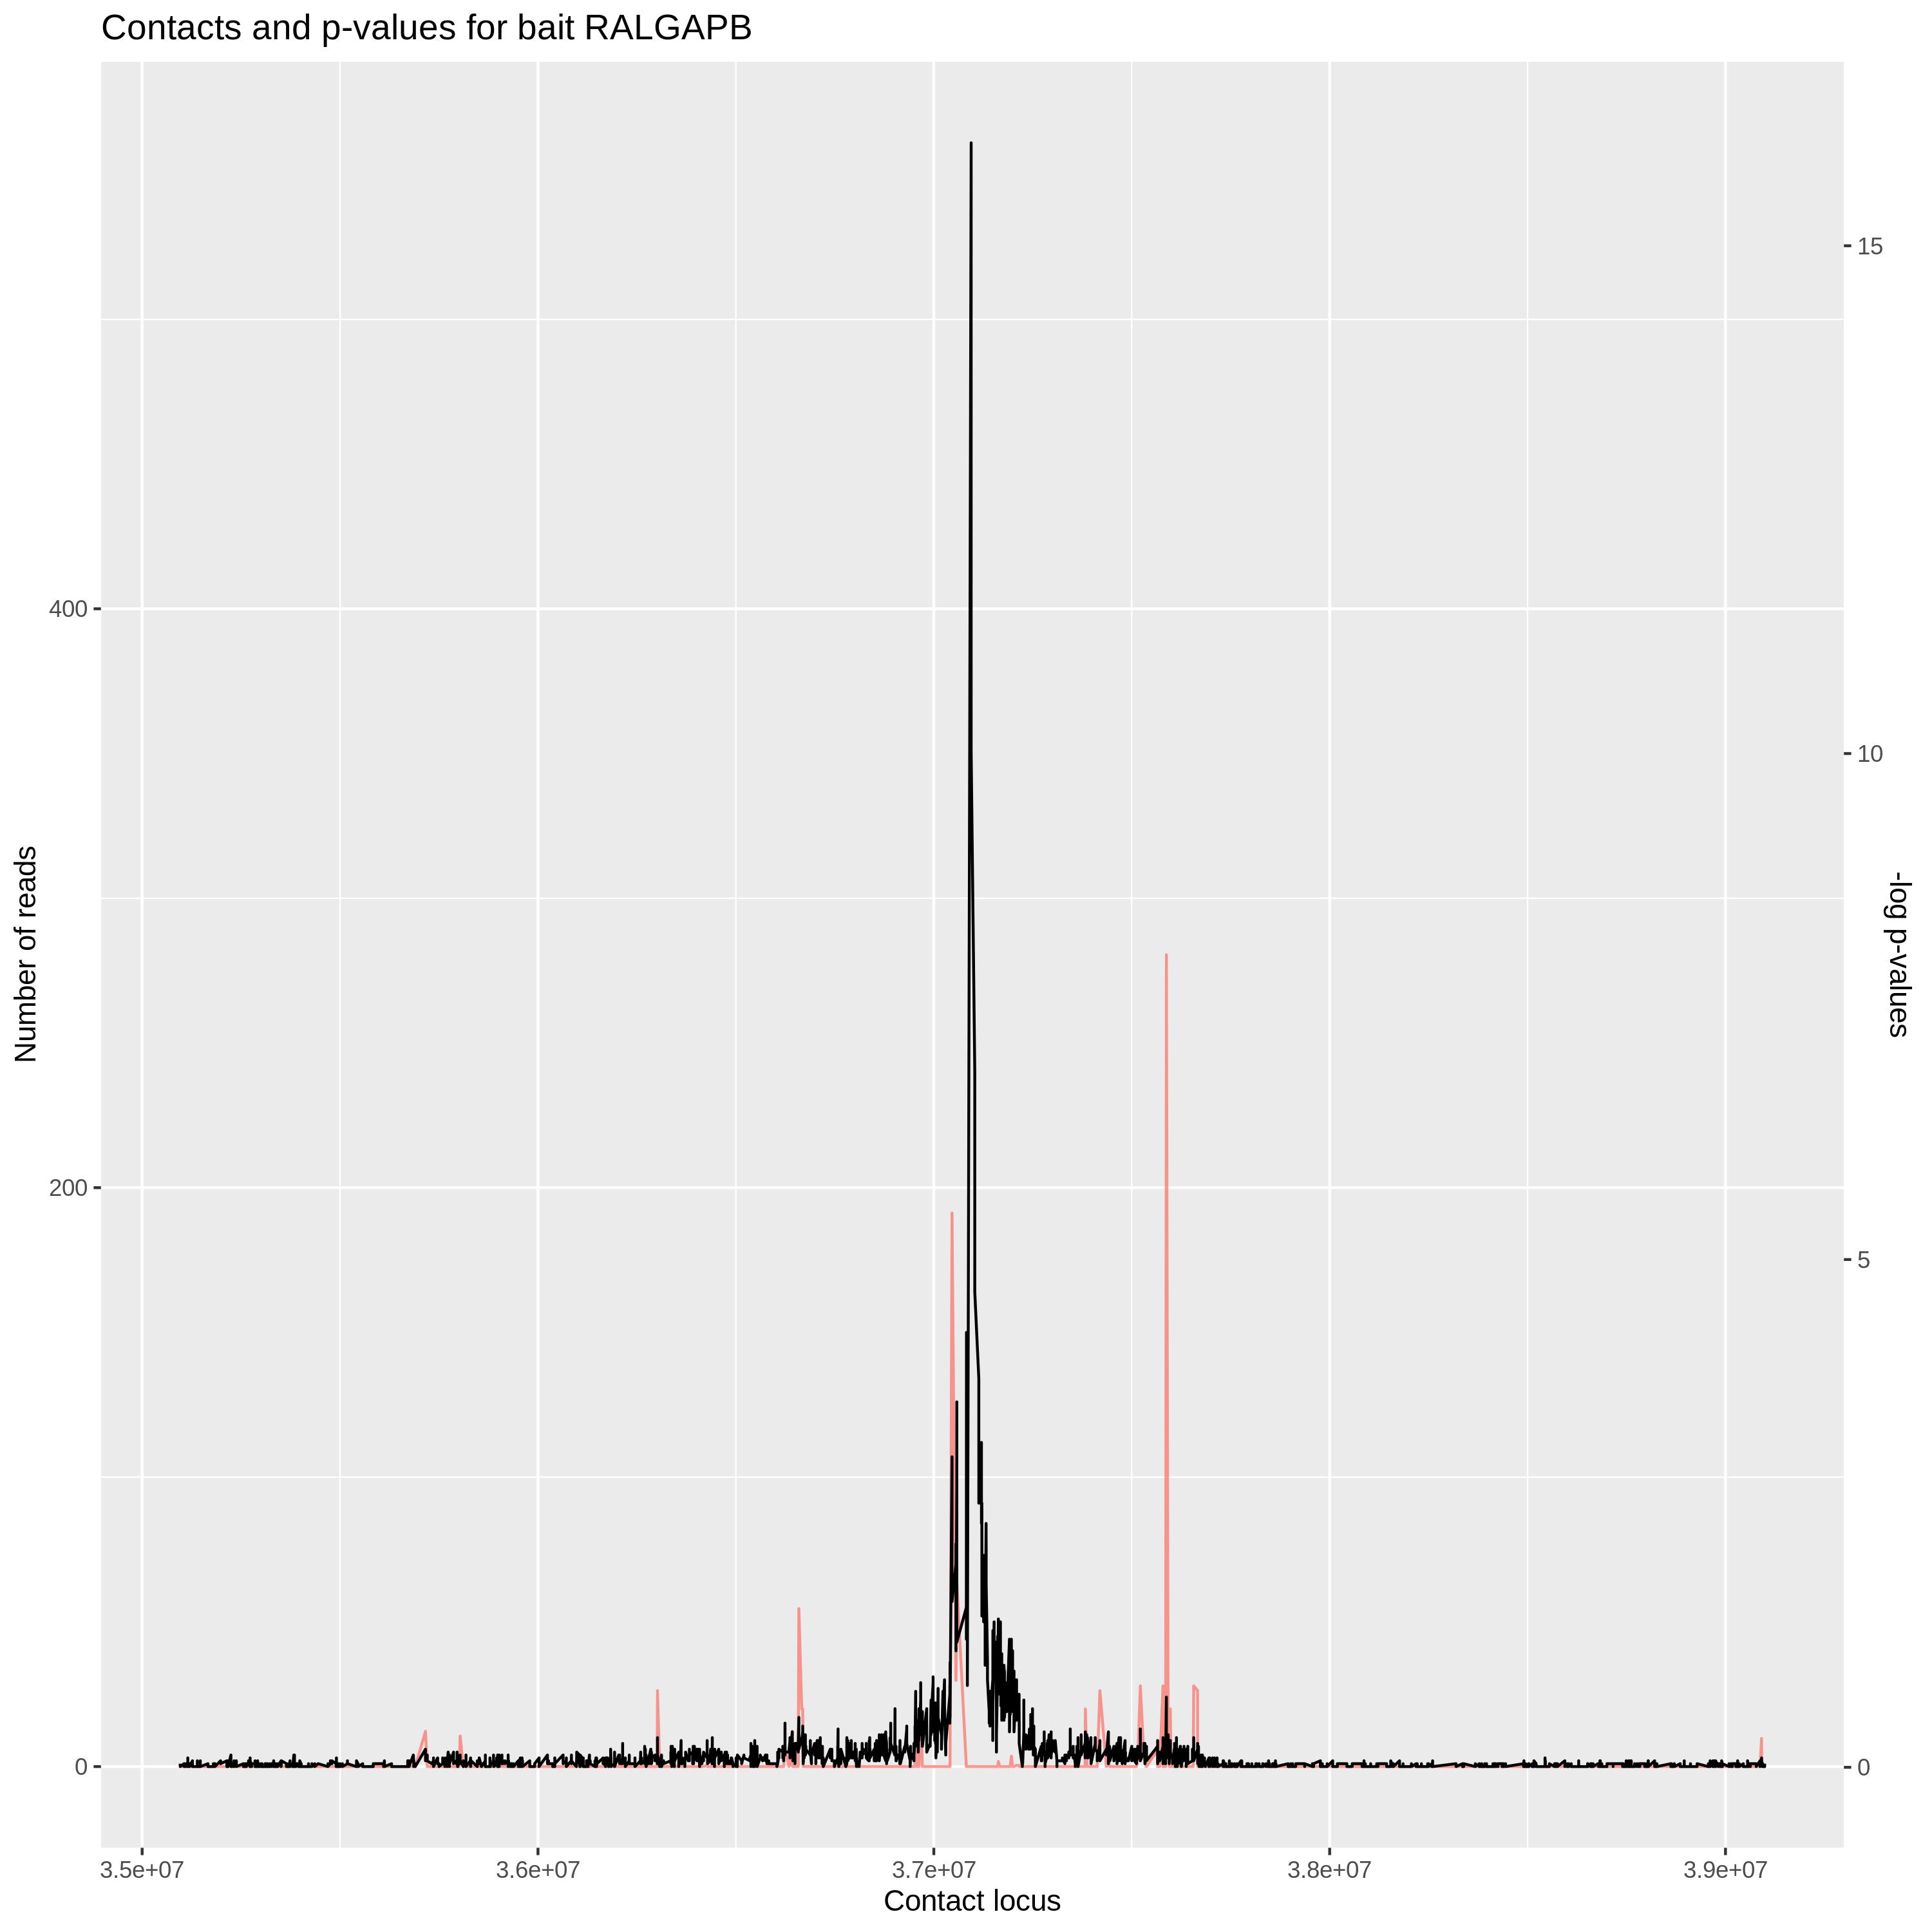 Contacts and p-values for bait RALGAPB
Number of reads
400
200
0
15
10
5
0
-log p-values
3.5e+07 3.6e+07 3.7e+07 3.8e+07 3.9e+07
Contact locus